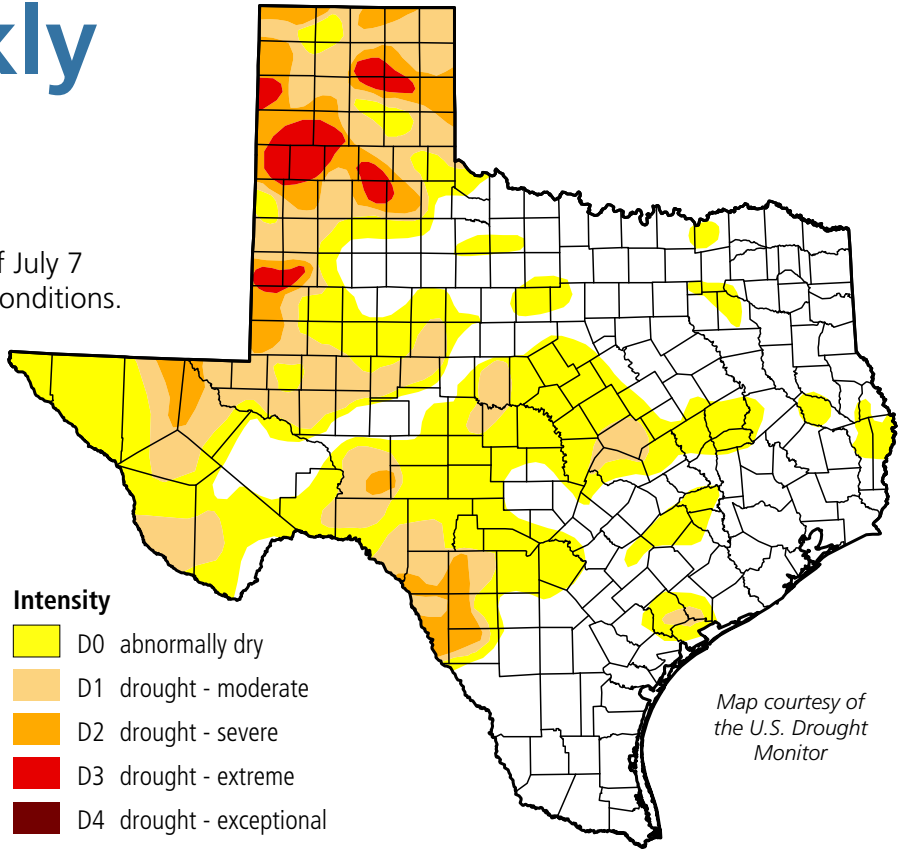 kly
f July 7
onditions.
Intensity
D0 abnormally dry
D1 drought - moderate
D2 drought - severe
D3 drought - extreme
D4 drought - exceptional
Map courtesy of
the U.S. Drought
Monitor